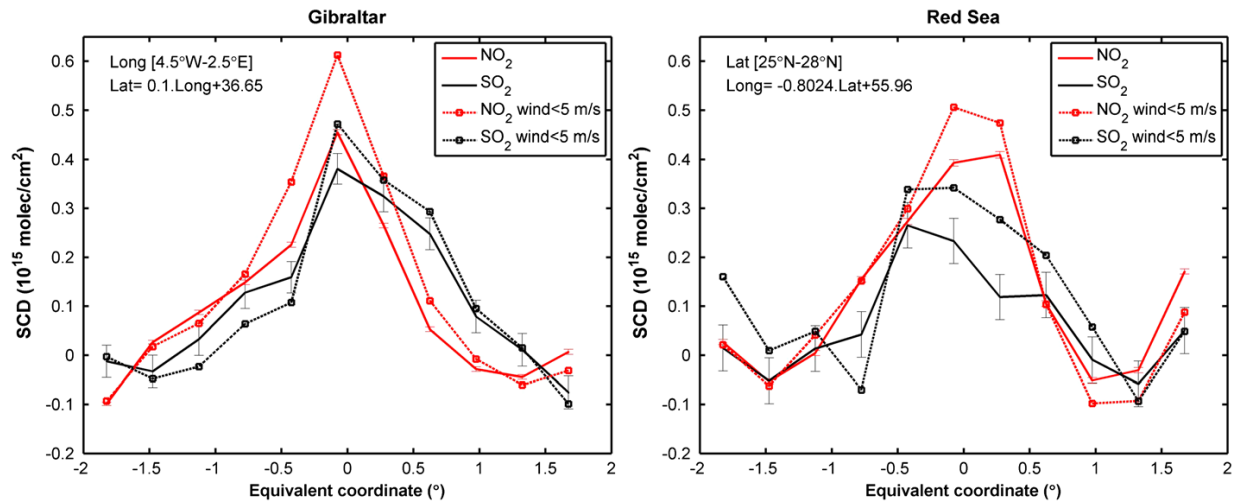 Gibraltar
Long [4.5°W-2.5°E]
Lat= 0.1.Long+36.65
NO2
SO2
NO2 wind<5 m/s
SO2 wind<5 m/s
SCD (10^15 molec/cm^2)
0.6
0.5
0.4
0.3
0.2
0.1
0
-0.1
-0.2
-2 -1.5 -1 -0.5 0 0.5 1 1.5 2
Equivalent coordinate (°)
Red Sea
Lat [25°N-28°N]
Long= -0.8024.Lat+55.96
NO2
SO2
NO2 wind<5 m/s
SO2 wind<5 m/s
SCD (10^15 molec/cm^2)
0.6
0.5
0.4
0.3
0.2
0.1
0
-0.1
-0.2
-2 -1.5 -1 -0.5 0 0.5 1 1.5 2
Equivalent coordinate (°)